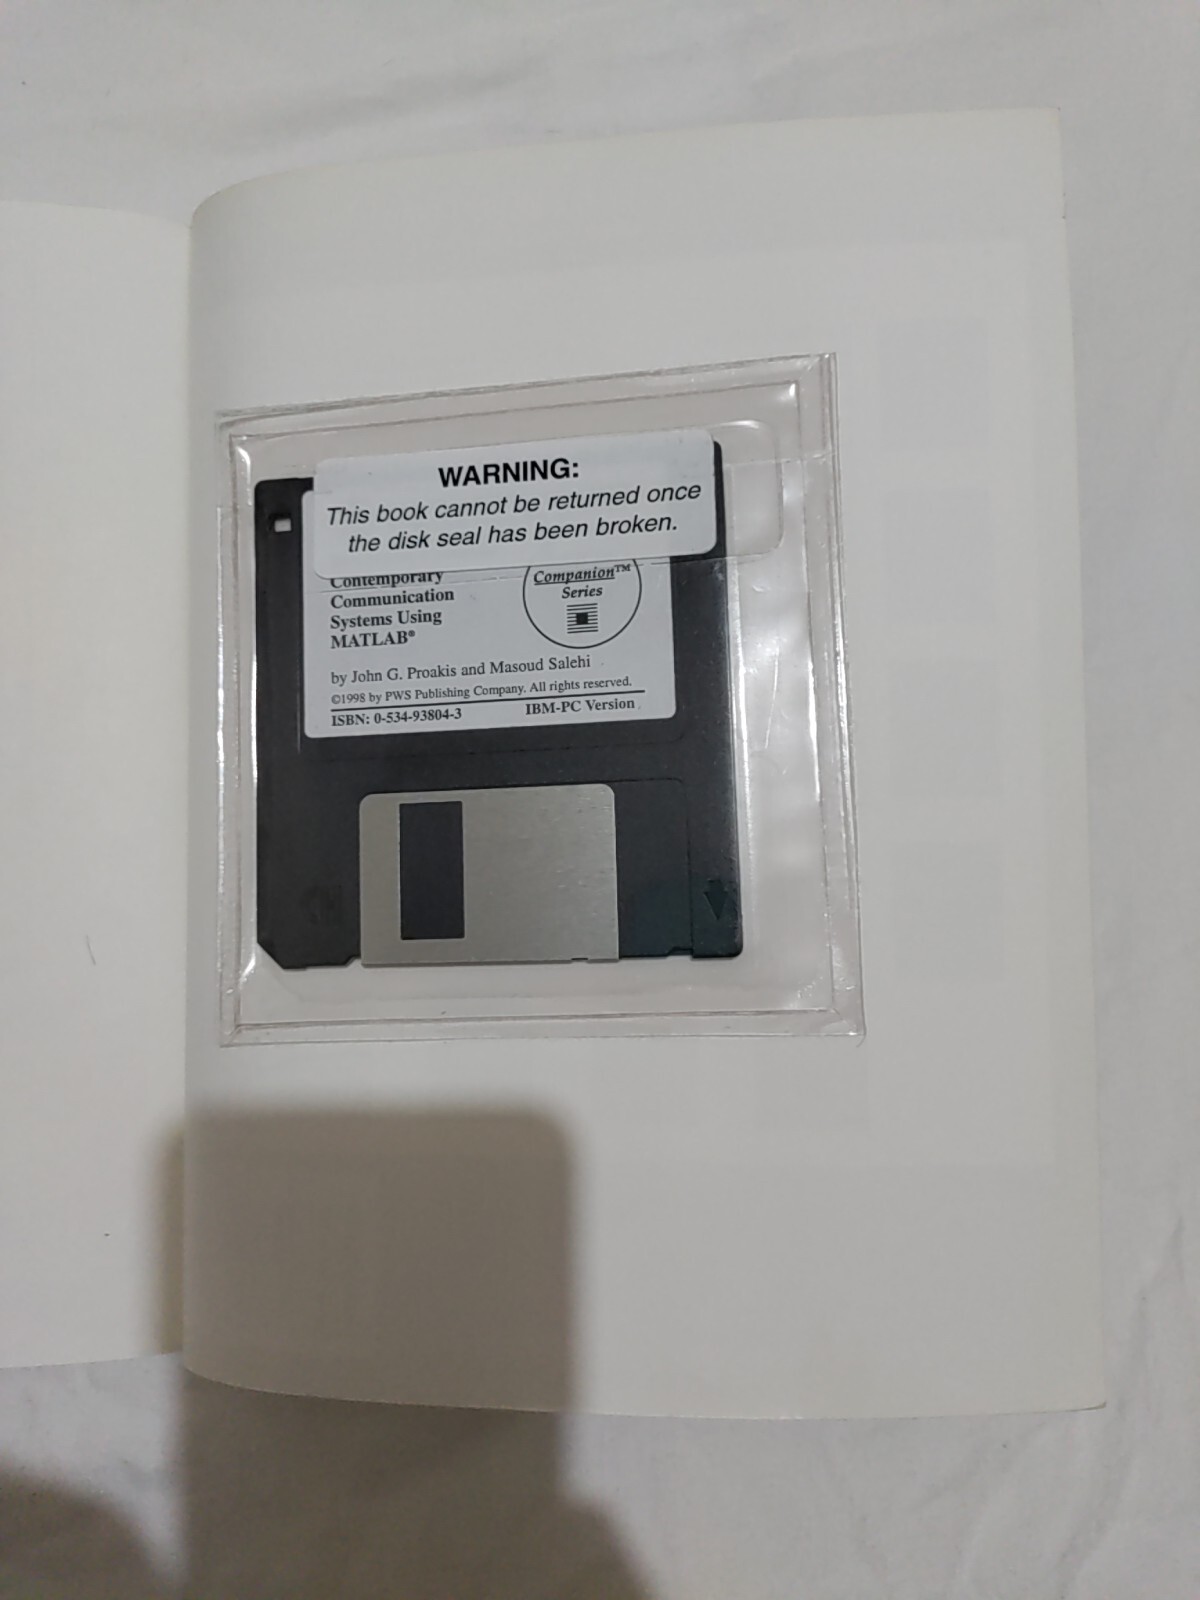 WARNING:
This book cannot be returned once
the disk seal has been broken.
Contemporary
Communication
Systems Using
MATLAB®
Companion™
Series
by John G. Proakis and Masoud Salehi
©1998 by PWS Publishing Company. All rights reserved.
ISBN: 0-534-93804-3 IBM-PC Version